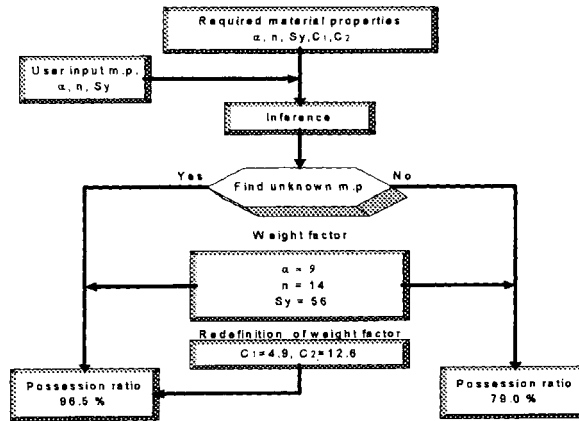 Required material properties
α, n, Sy, C1, C2
User input m.p.
α, n, Sy
Inference
Yes
No
Find unknown m.p
Weight factor
α = 9
n = 14
Sy = 56
Redefinition of weight factor
C1=4.9, C2=12.6
Possession ratio
96.5 %
Possession ratio
79.0 %